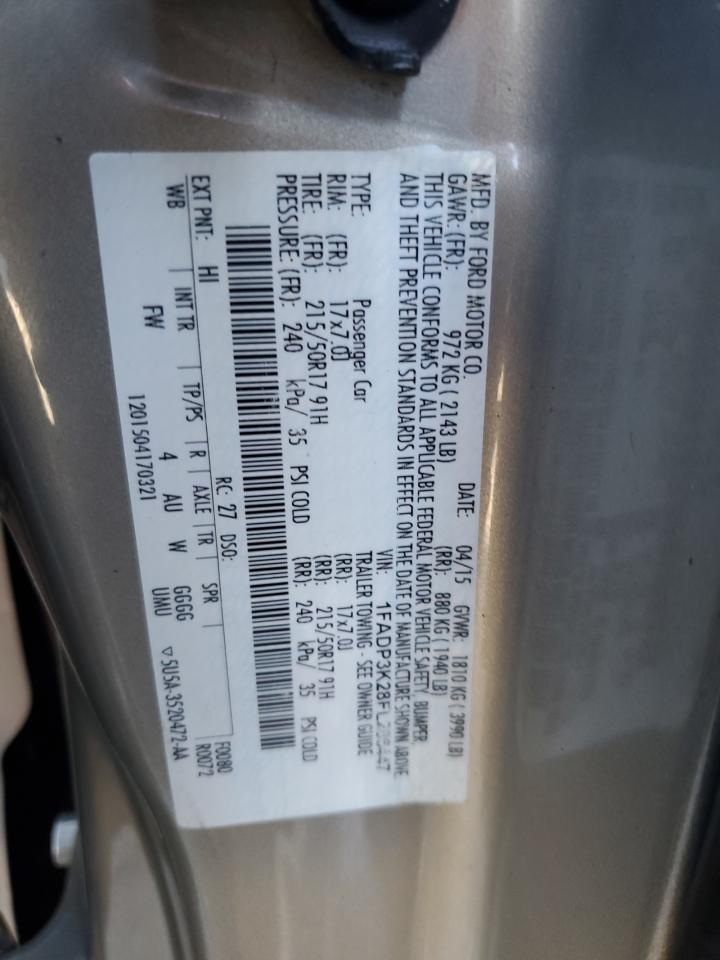 MFD. BY FORD MOTOR CO.
DATE: 04/15 GVWR: 1810 KG ( 3990 LB)
GAWR: (FR): 972 KG ( 2143 LB) (RR): 880 KG ( 1940 LB)
THIS VEHICLE CONFORMS TO ALL APPLICABLE FEDERAL MOTOR VEHICLE SAFETY, BUMPER,
AND THEFT PREVENTION STANDARDS IN EFFECT ON THE DATE OF MANUFACTURE SHOWN ABOVE
VIN:
TYPE: Passenger Car TRAILER TOWING - SEE OWNER GUIDE
RIM: (FR): 17x7.0J (RR): 17x7.0J
TIRE: (FR): 215/50R17 91H (RR): 215/50R17 91H
PRESSURE: (FR): 240 kPa/ 35 PSI COLD (RR): 240 kPa/ 35 PSI COLD
RC: 27 DSO: F0080
EXT PNT: HI R0072
WB | INT TR | TP/PS | R | AXLE | TR | SPR |
FW 4 AU W GGGG
1201504170321 UMU ▽5U5A-3520472-AA